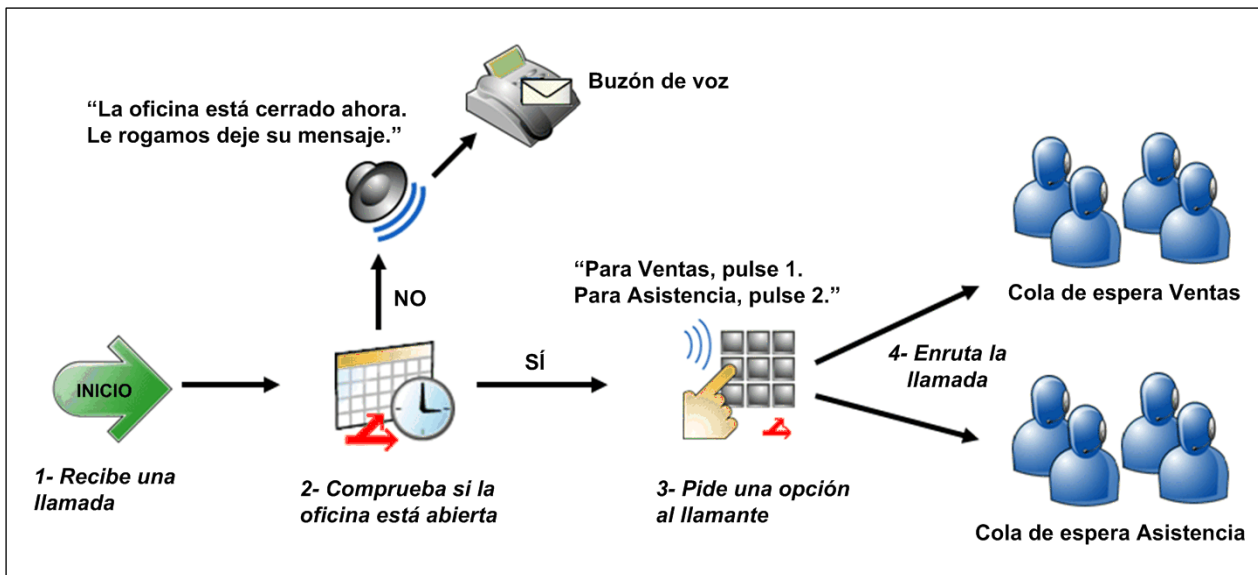 Buzón de voz
“La oficina está cerrado ahora.
Le rogamos deje su mensaje.”
NO
“Para Ventas, pulse 1.
Para Asistencia, pulse 2.”
Cola de espera Ventas
INICIO
SÍ
4- Enruta la
llamada
1- Recibe una
llamada
2- Comprueba si la
oficina está abierta
3- Pide una opción
al llamante
Cola de espera Asistencia